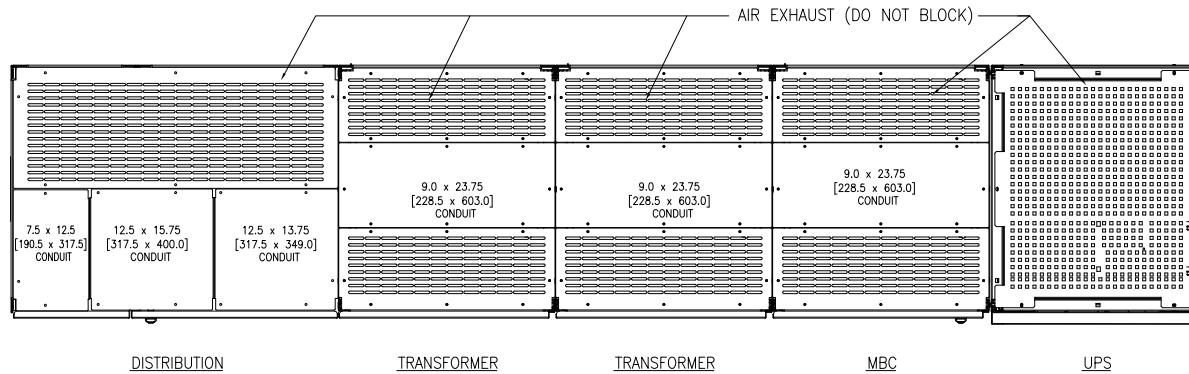 AIR EXHAUST (DO NOT BLOCK)
7.5 x 12.5
[190.5 x 317.5]
CONDUIT
12.5 x 15.75
[317.5 x 400.0]
CONDUIT
12.5 x 13.75
[317.5 x 349.0]
CONDUIT
9.0 x 23.75
[228.5 x 603.0]
CONDUIT
9.0 x 23.75
[228.5 x 603.0]
CONDUIT
9.0 x 23.75
[228.5 x 603.0]
CONDUIT
DISTRIBUTION
TRANSFORMER
TRANSFORMER
MBC
UPS